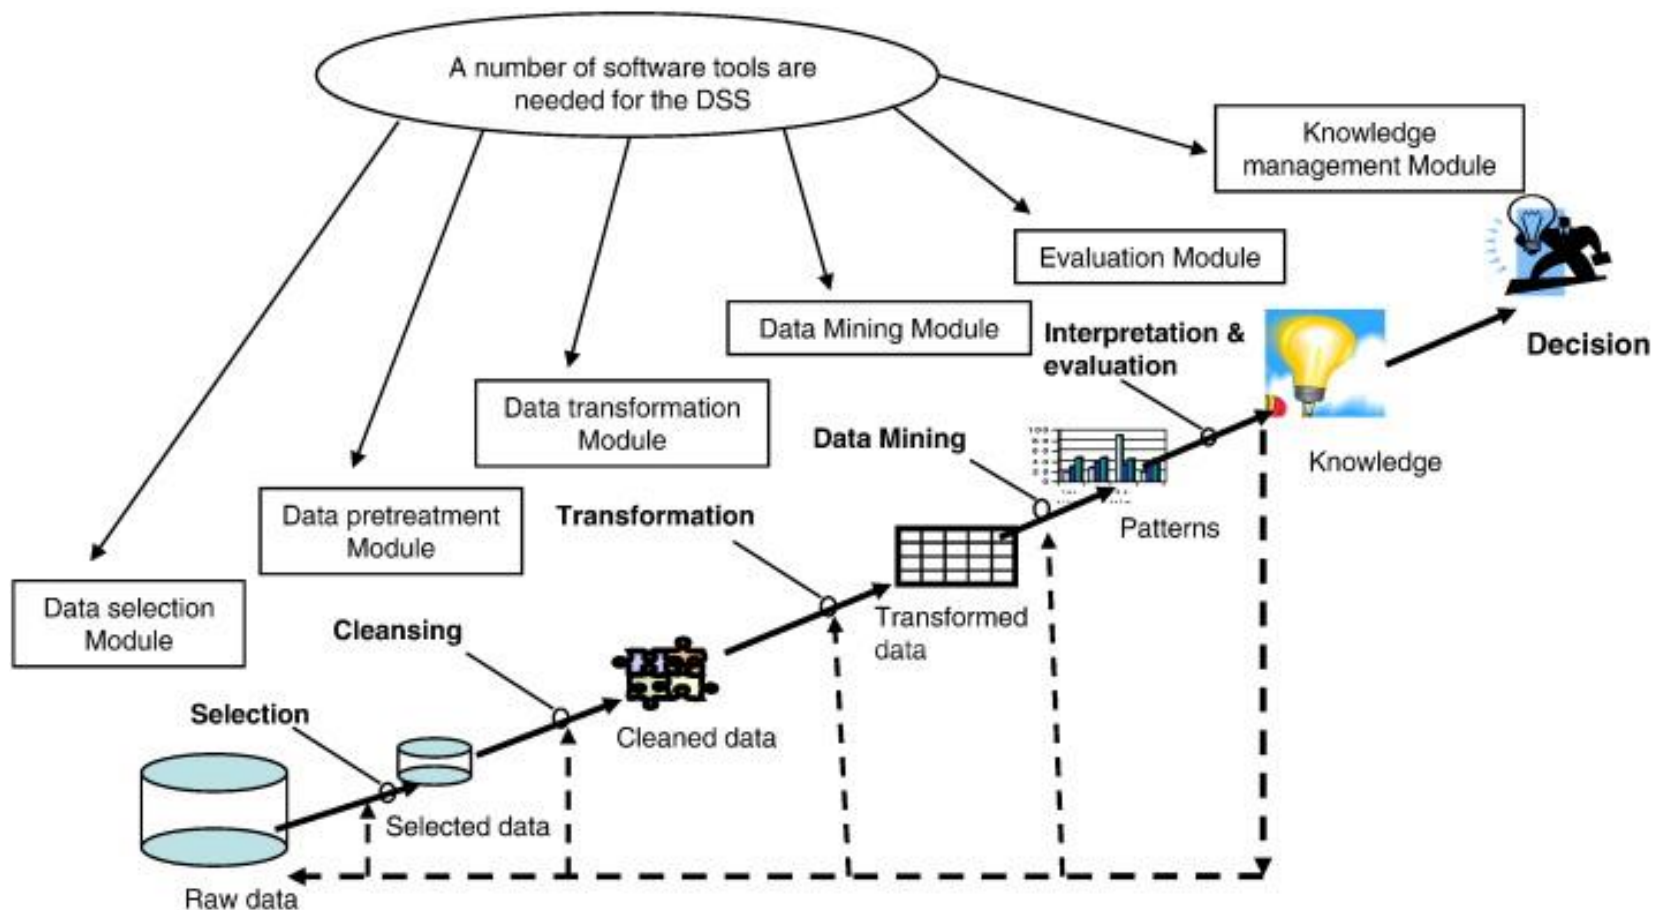 A number of software tools are
needed for the DSS
Knowledge
management Module
Evaluation Module
Data Mining Module
Interpretation &
evaluation
Decision
Data transformation
Module
Data Mining
Knowledge
Data pretreatment
Module
Transformation
Patterns
Data selection
Module
Cleansing
Transformed
data
Selection
Cleaned data
Selected data
Raw data